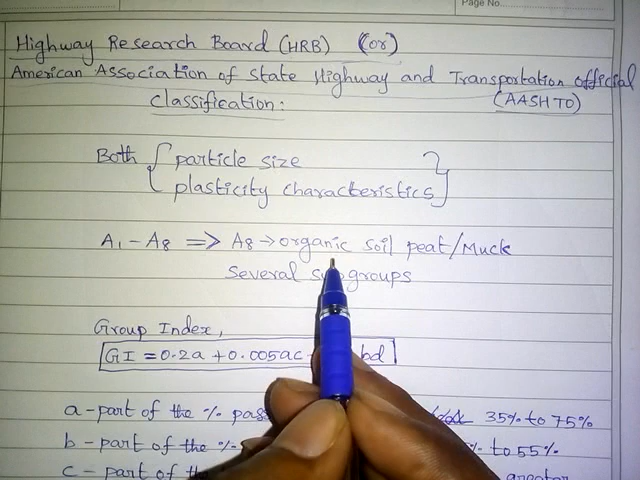 Page No.
Highway Research Board (HRB) (or)
American Association of State Highway and Transportation official
(AASHTO)
classification:
Both { particle size
plasticity characteristics }
A1 - A8 => A8 → organic soil peat/Muck
Several subgroups
Group Index,
GI = 0.2a + 0.005ac bd
a - part of the % 35% to 75%
b - part of the % to 55%
c - part of the greater